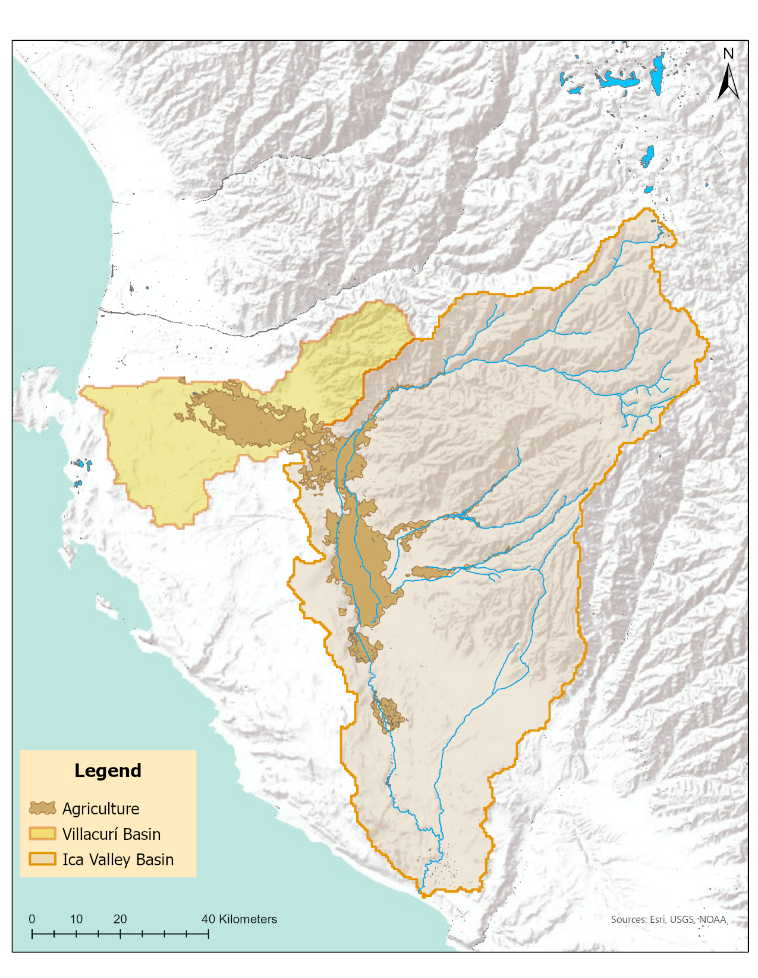 N
Legend
Agriculture
Villacurí Basin
Ica Valley Basin
0 10 20 40 Kilometers
Sources: Esri, USGS, NOAA